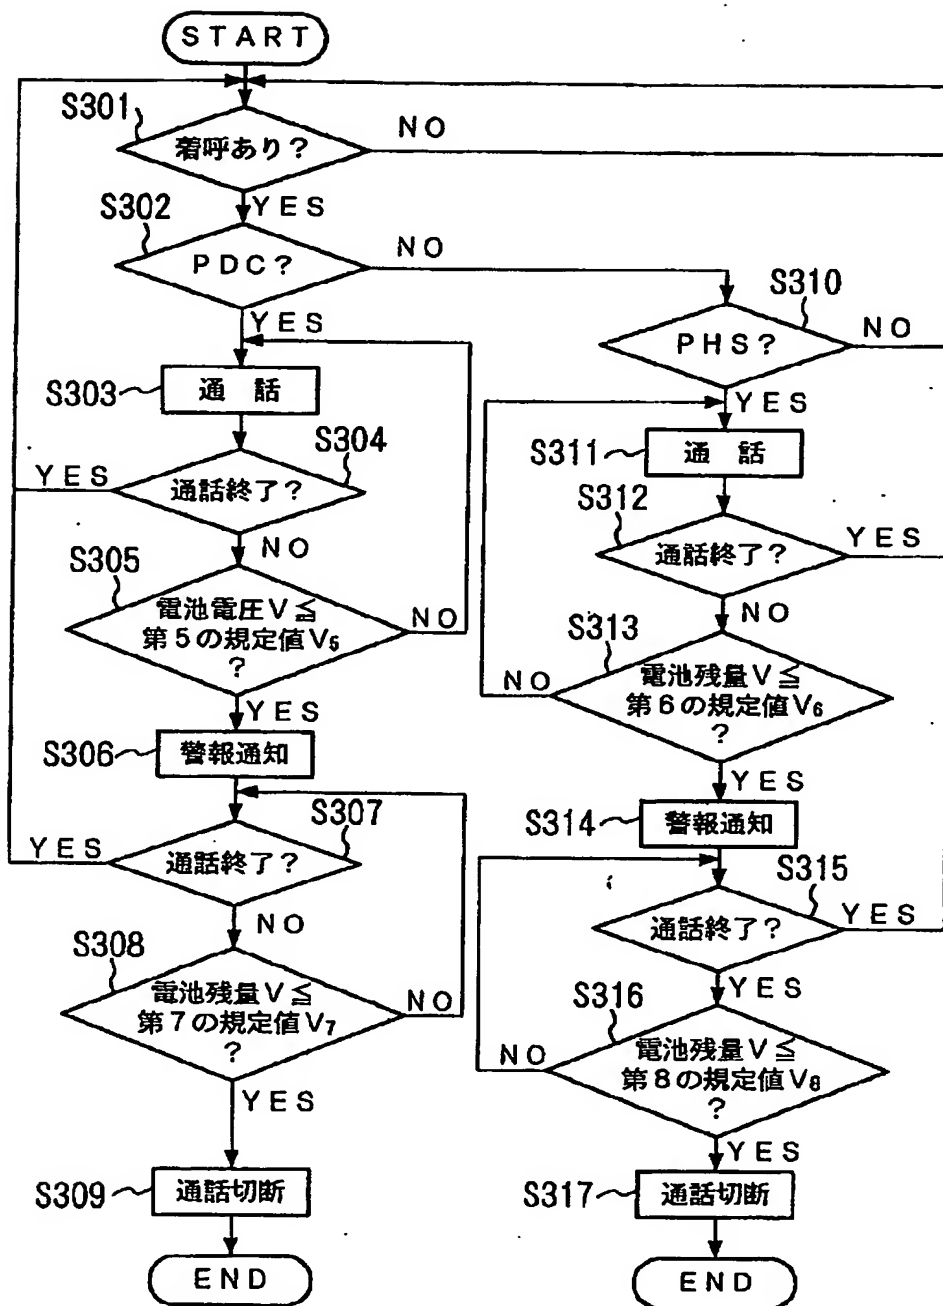 START
S301
着呼あり？
NO
YES
S302
PDC？
NO
YES
S303
通 話
S304
通話終了？
YES
NO
S305
電池電圧V≦
第5の規定値V5
？
NO
YES
S306
警報通知
S307
通話終了？
YES
NO
S308
電池残量V≦
第7の規定値V7
？
NO
YES
S309
通話切断
END
S310
PHS？
NO
YES
S311
通 話
S312
通話終了？
YES
NO
S313
電池残量V≦
第6の規定値V6
？
NO
YES
S314
警報通知
S315
通話終了？
YES
YES
S316
電池残量V≦
第8の規定値V8
？
NO
YES
S317
通話切断
END